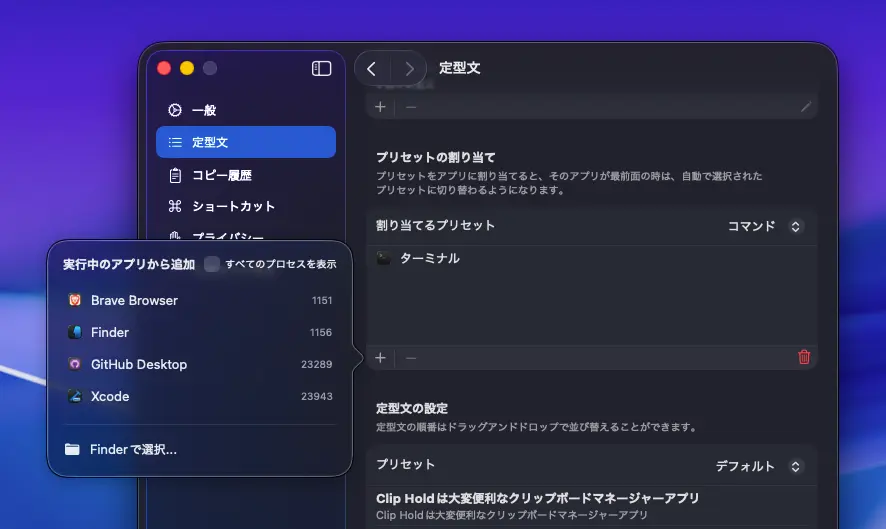 定型文
一般
定型文
コピー履歴
ショートカット
プライバシー
プリセットの割り当て
プリセットをアプリに割り当てると、そのアプリが最前面の時は、自動で選択された
プリセットに切り替わるようになります。
割り当てるプリセット
コマンド
ターミナル
実行中のアプリから追加
すべてのプロセスを表示
Brave Browser 1151
Finder 1156
GitHub Desktop 23289
Xcode 23943
Finderで選択...
定型文の設定
定型文の順番はドラッグアンドドロップで並び替えることができます。
プリセット
デフォルト
Clip Holdは大変便利なクリップボードマネージャーアプリ
Clip Holdは大変便利なクリップボードマネージャーアプリ